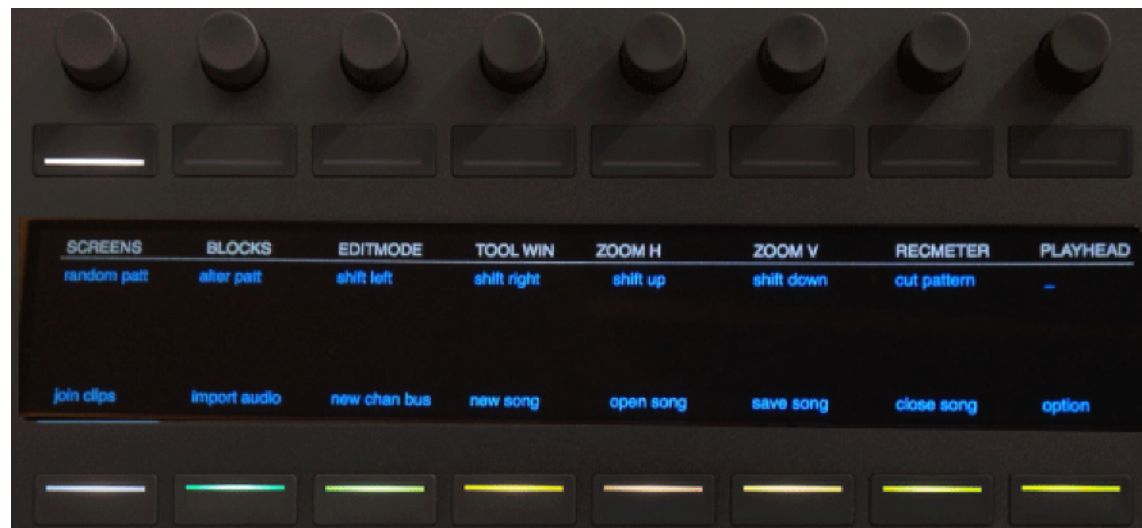 SCREENS BLOCKS EDITMODE TOOL WIN ZOOM H ZOOM V RECMETER PLAYHEAD
random patt alter patt shift left shift right shift up shift down cut pattern _
join clips import audio new chan bus new song open song save song close song option